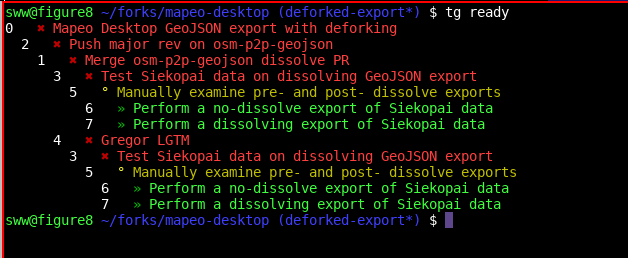 sww@figure8 ~/forks/mapeo-desktop (deforked-export*) $ tg ready
0 ✖ Mapeo Desktop GeoJSON export with deforking
2 ✖ Push major rev on osm-p2p-geojson
1 ✖ Merge osm-p2p-geojson dissolve PR
3 ✖ Test Siekopai data on dissolving GeoJSON export
5 ° Manually examine pre- and post- dissolve exports
6 » Perform a no-dissolve export of Siekopai data
7 » Perform a dissolving export of Siekopai data
4 ✖ Gregor LGTM
3 ✖ Test Siekopai data on dissolving GeoJSON export
5 ° Manually examine pre- and post- dissolve exports
6 » Perform a no-dissolve export of Siekopai data
7 » Perform a dissolving export of Siekopai data
sww@figure8 ~/forks/mapeo-desktop (deforked-export*) $